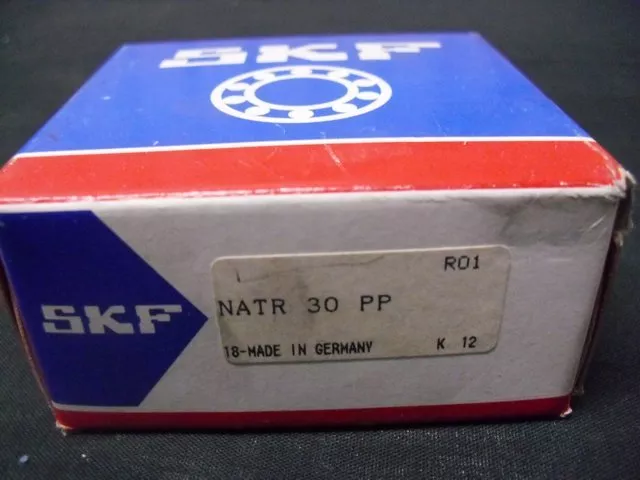 SKF
SKF
R01
NATR 30 PP
18-MADE IN GERMANY K 12